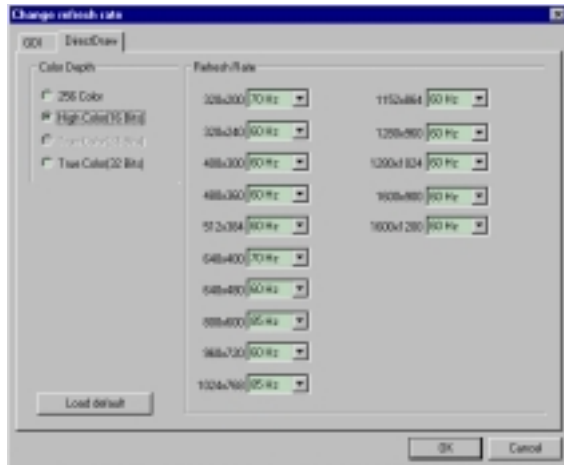 Change refresh rate
GDI DirectDraw
Color Depth
256 Color
High Color(16 Bits)
True Color(32 Bits)
Load default
Refresh Rate
320x200 70 Hz
320x240 60 Hz
400x300 60 Hz
480x360 60 Hz
512x384 60 Hz
640x400 70 Hz
640x480 60 Hz
800x600 85 Hz
960x720 60 Hz
1024x768 85 Hz
1152x864 60 Hz
1280x960 60 Hz
1280x1024 60 Hz
1600x900 60 Hz
1600x1200 60 Hz
OK Cancel